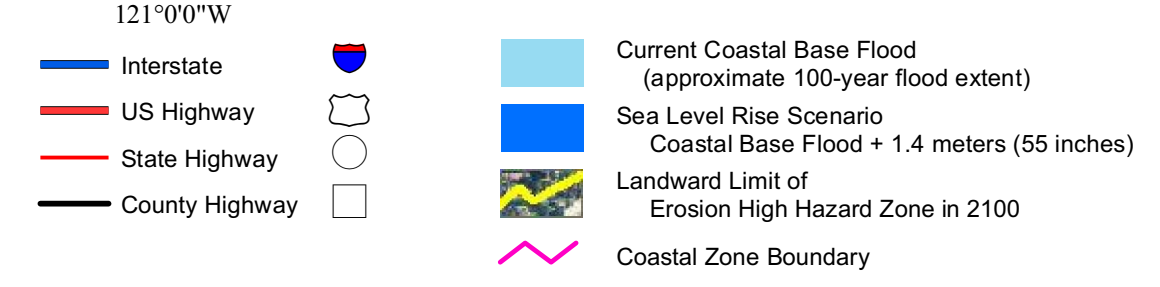 121°0'0"W
Interstate
US Highway
State Highway
County Highway
Current Coastal Base Flood
(approximate 100-year flood extent)
Sea Level Rise Scenario
Coastal Base Flood + 1.4 meters (55 inches)
Landward Limit of
Erosion High Hazard Zone in 2100
Coastal Zone Boundary